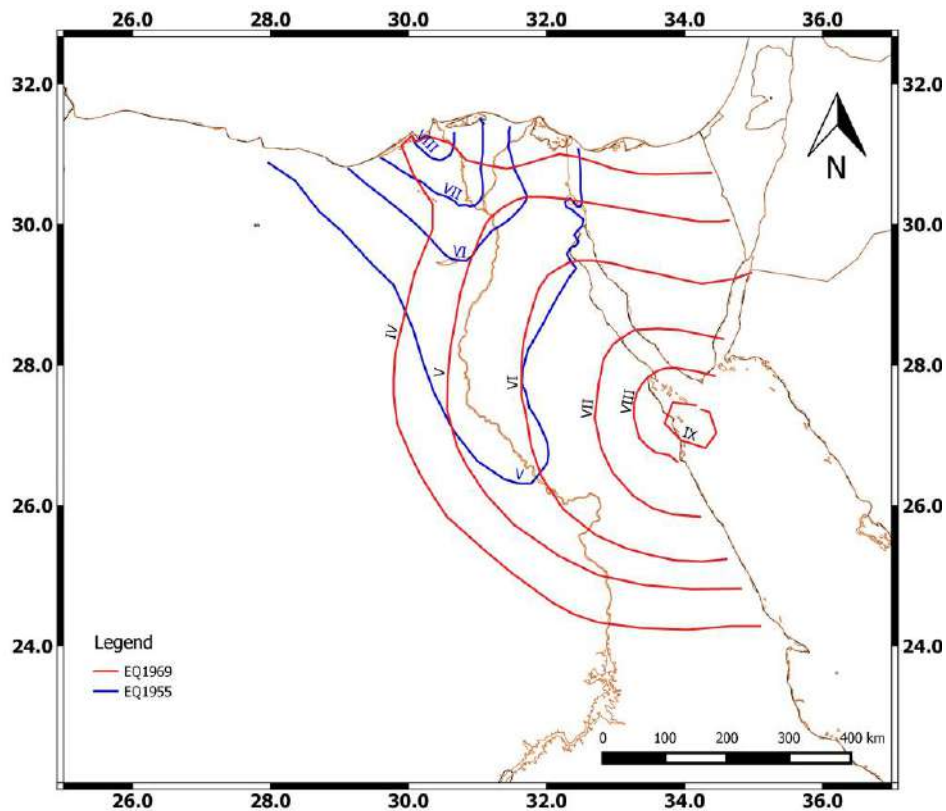 26.0 28.0 30.0 32.0 34.0 36.0
32.0 32.0
VIII
N
VII
30.0 30.0
VI
IV
28.0 28.0
V
VI
VII
VIII
IX
V
26.0 26.0
24.0 24.0
Legend
EQ1969
EQ1955
0 100 200 300 400 km
26.0 28.0 30.0 32.0 34.0 36.0